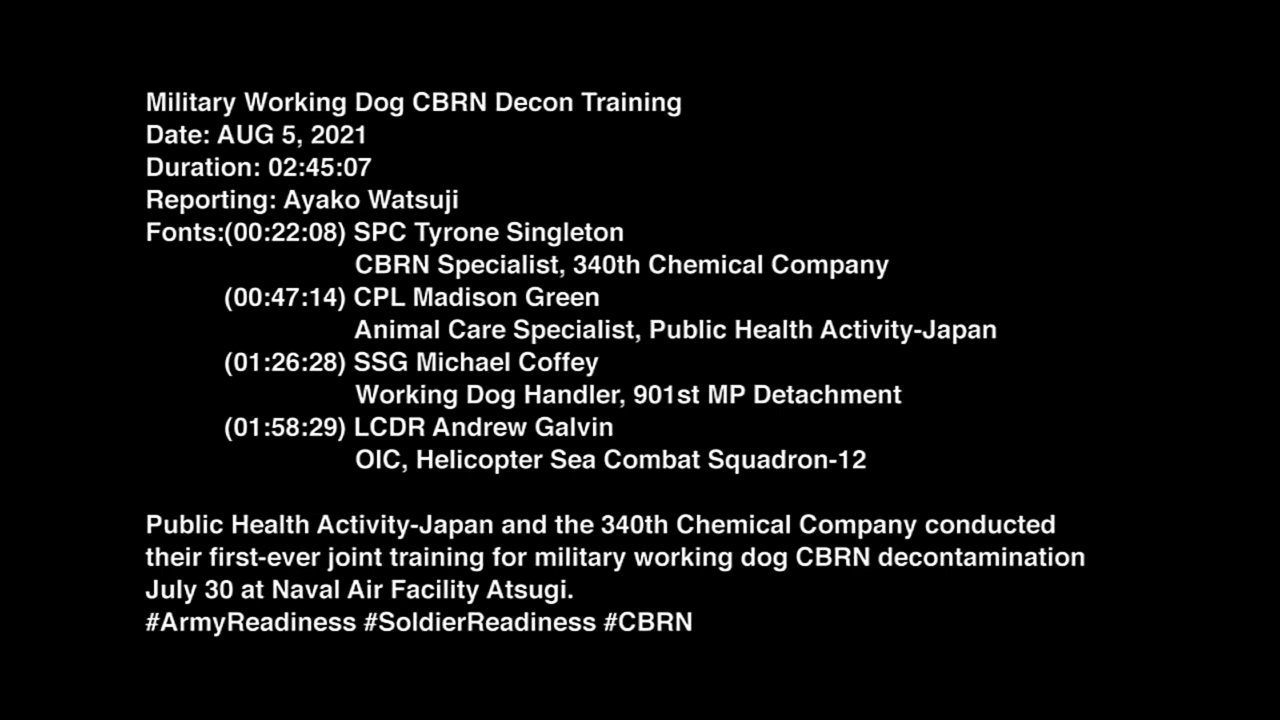 Military Working Dog CBRN Decon Training
Date: AUG 5, 2021
Duration: 02:45:07
Reporting: Ayako Watsuji
Fonts:(00:22:08) SPC Tyrone Singleton
CBRN Specialist, 340th Chemical Company
(00:47:14) CPL Madison Green
Animal Care Specialist, Public Health Activity-Japan
(01:26:28) SSG Michael Coffey
Working Dog Handler, 901st MP Detachment
(01:58:29) LCDR Andrew Galvin
OIC, Helicopter Sea Combat Squadron-12
Public Health Activity-Japan and the 340th Chemical Company conducted
their first-ever joint training for military working dog CBRN decontamination
July 30 at Naval Air Facility Atsugi.
#ArmyReadiness #SoldierReadiness #CBRN